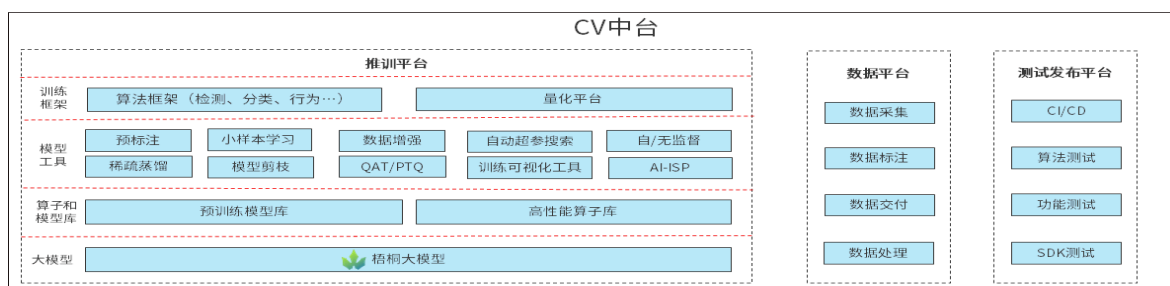 CV中台
推训平台
训练
框架
算法框架（检测、分类、行为…）
量化平台
模型
工具
预标注
小样本学习
数据增强
自动超参搜索
自/无监督
稀疏蒸馏
模型剪枝
QAT/PTQ
训练可视化工具
AI-ISP
算子和
模型库
预训练模型库
高性能算子库
大模型
梧桐大模型
数据平台
数据采集
数据标注
数据交付
数据处理
测试发布平台
CI/CD
算法测试
功能测试
SDK测试